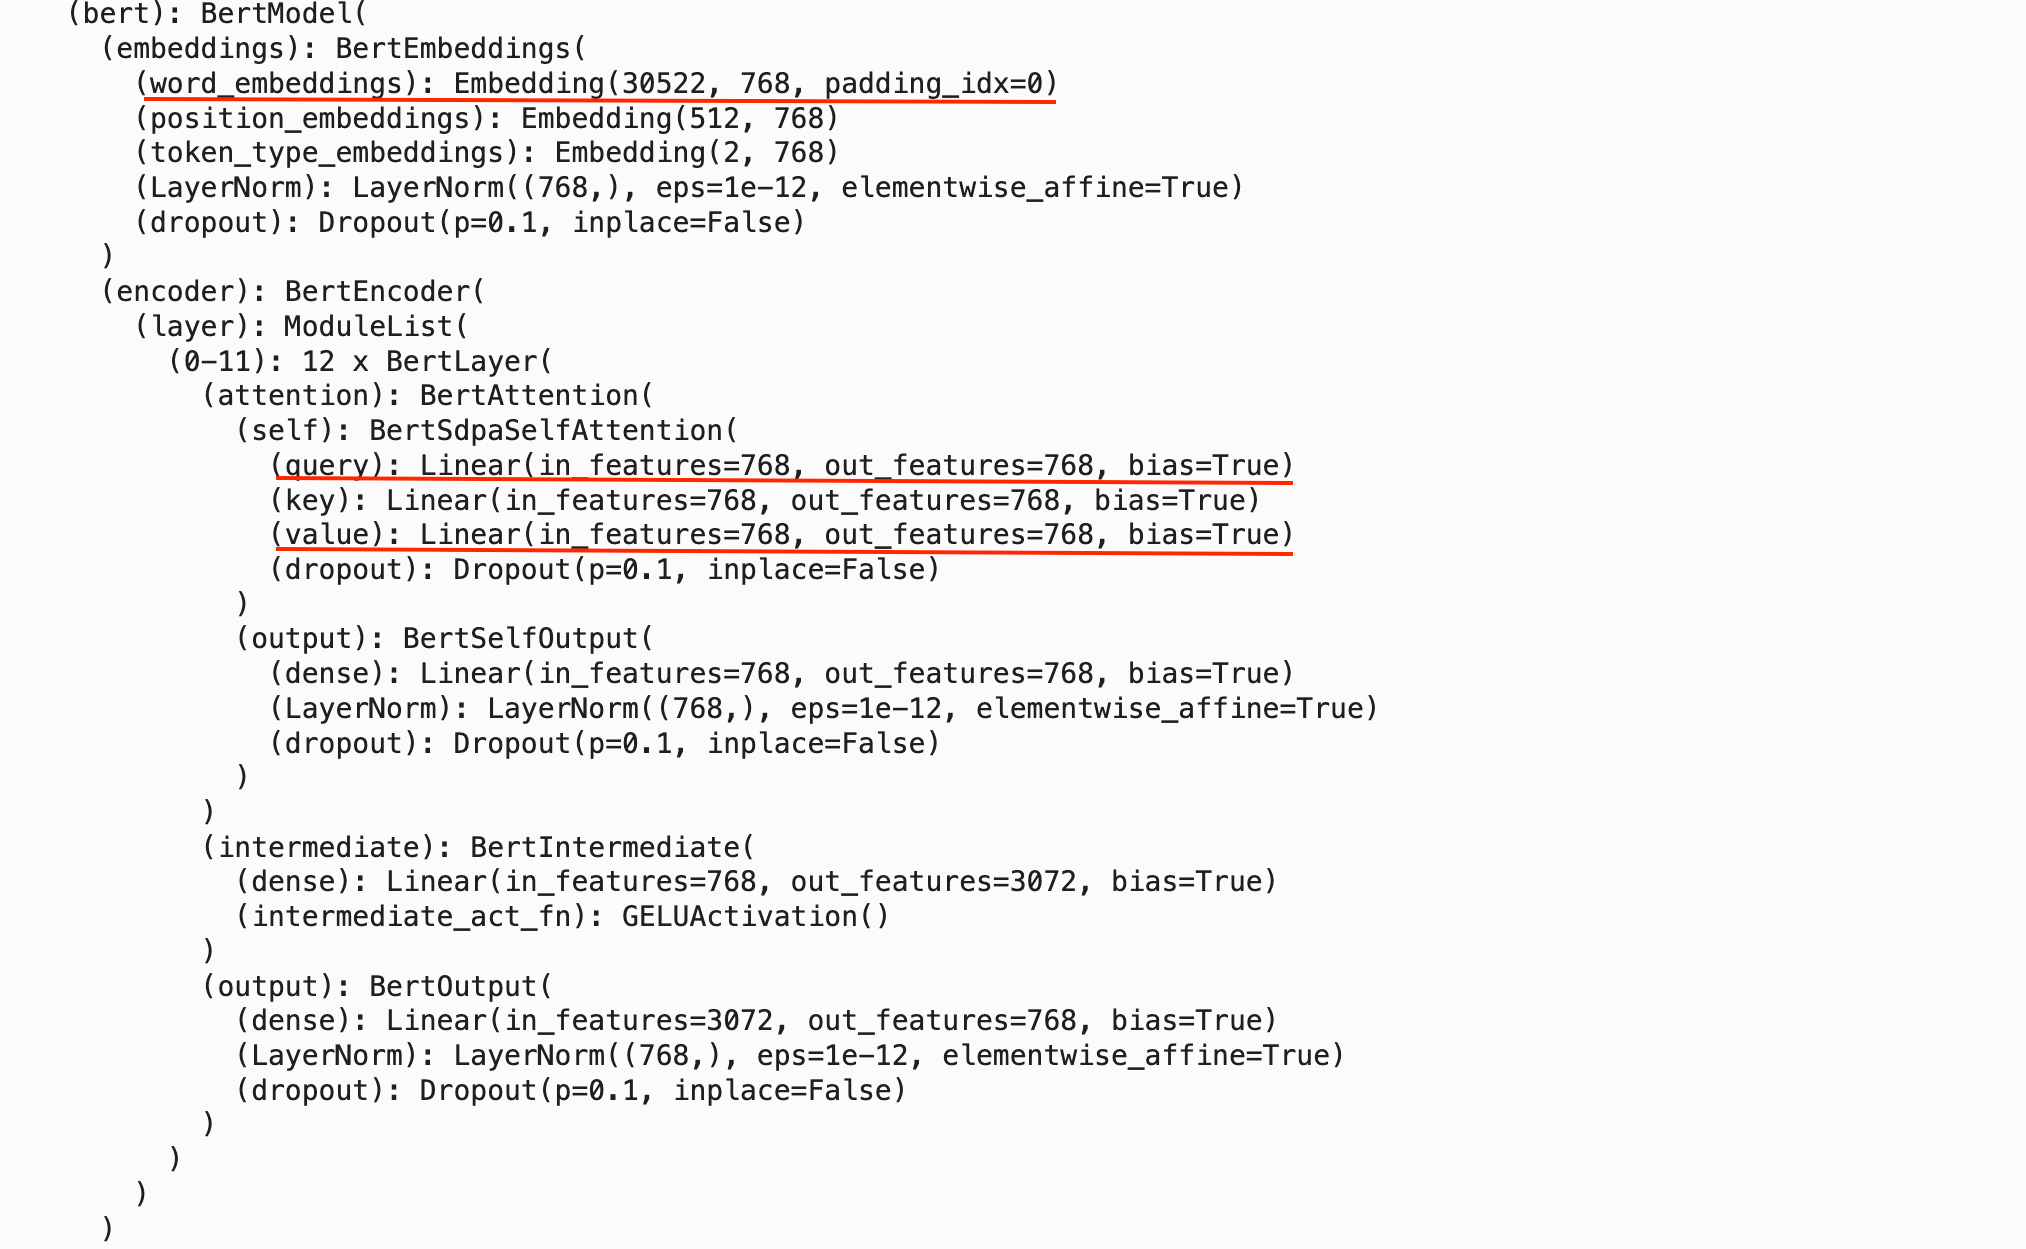 (bert): BertModel(
(embeddings): BertEmbeddings(
(word_embeddings): Embedding(30522, 768, padding_idx=0)
(position_embeddings): Embedding(512, 768)
(token_type_embeddings): Embedding(2, 768)
(LayerNorm): LayerNorm((768,), eps=1e-12, elementwise_affine=True)
(dropout): Dropout(p=0.1, inplace=False)
)
(encoder): BertEncoder(
(layer): ModuleList(
(0-11): 12 x BertLayer(
(attention): BertAttention(
(self): BertSdpaSelfAttention(
(query): Linear(in_features=768, out_features=768, bias=True)
(key): Linear(in_features=768, out_features=768, bias=True)
(value): Linear(in_features=768, out_features=768, bias=True)
(dropout): Dropout(p=0.1, inplace=False)
)
(output): BertSelfOutput(
(dense): Linear(in_features=768, out_features=768, bias=True)
(LayerNorm): LayerNorm((768,), eps=1e-12, elementwise_affine=True)
(dropout): Dropout(p=0.1, inplace=False)
)
)
(intermediate): BertIntermediate(
(dense): Linear(in_features=768, out_features=3072, bias=True)
(intermediate_act_fn): GELUActivation()
)
(output): BertOutput(
(dense): Linear(in_features=3072, out_features=768, bias=True)
(LayerNorm): LayerNorm((768,), eps=1e-12, elementwise_affine=True)
(dropout): Dropout(p=0.1, inplace=False)
)
)
)
)